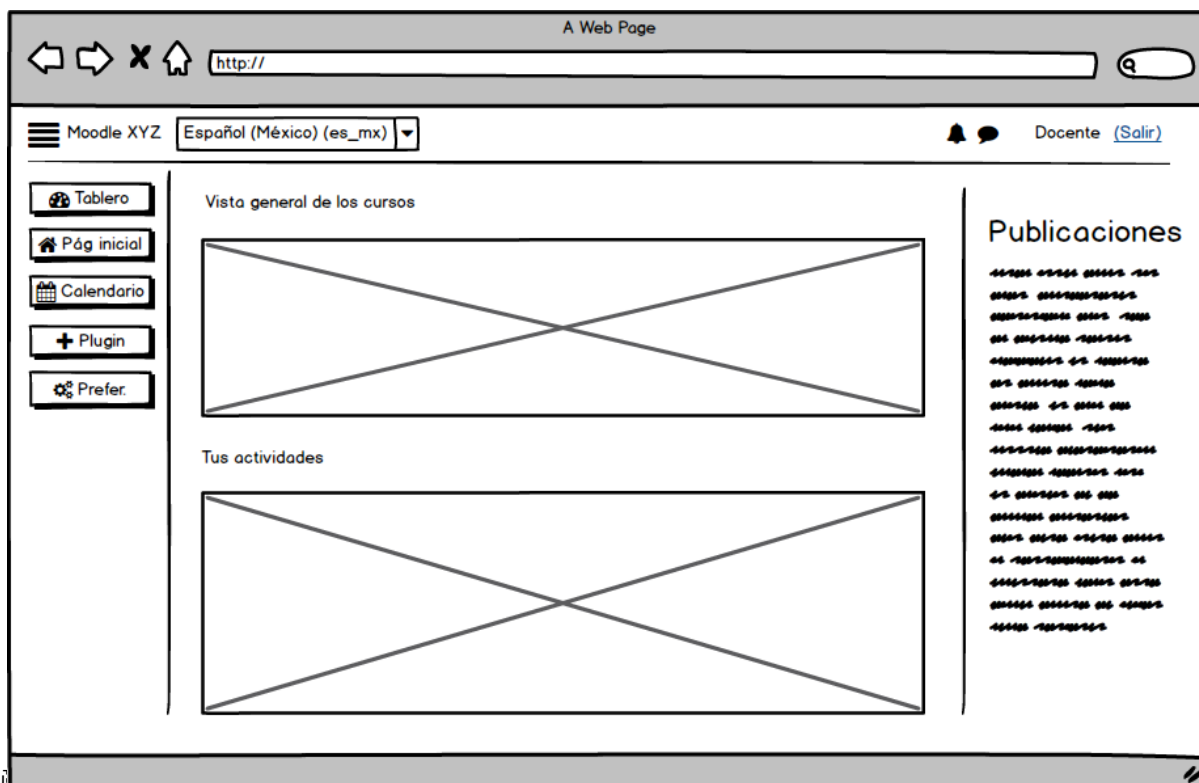 A Web Page
http://
Moodle XYZ Español (México) (es_mx) Docente (Salir)
Tablero
Pág inicial
Calendario
Plugin
Prefer.
Vista general de los cursos
Tus actividades
Publicaciones